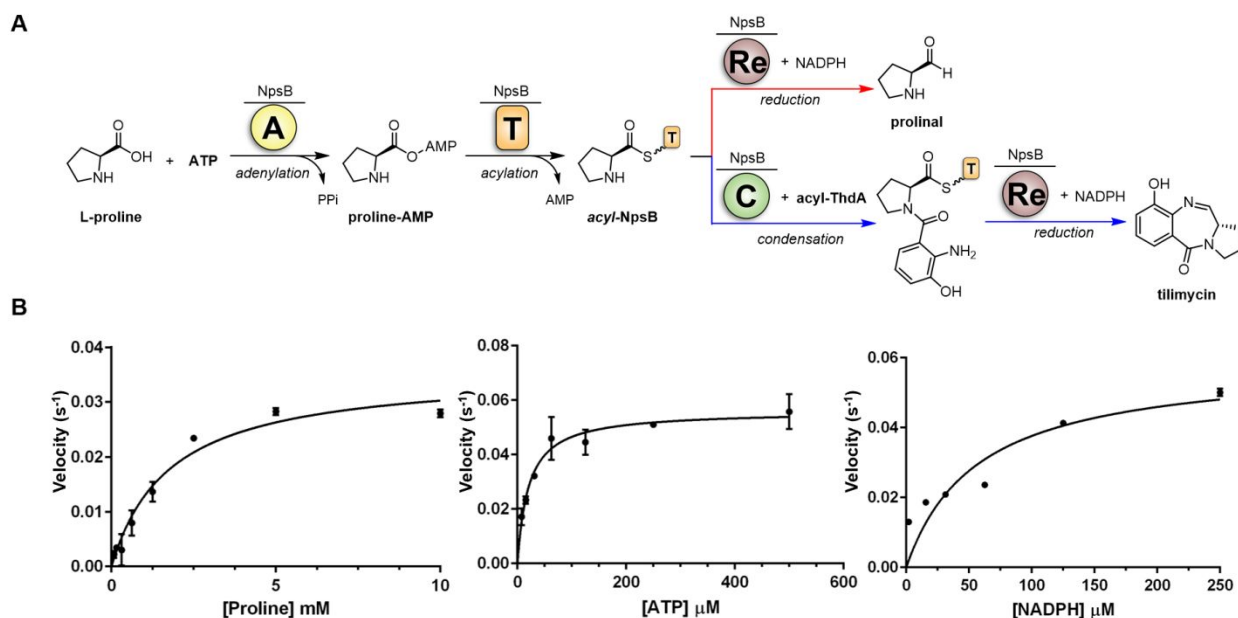 A
NpsB
A
adenylation
PPi
L-proline
+ ATP
O
OH
NH
O
O
AMP
NH
proline-AMP
NpsB
T
acylation
AMP
O
S
T
NH
acyl-NpsB
NpsB
Re + NADPH
reduction
O
H
NH
prolinal
NpsB
C + acyl-ThdA
condensation
O
S
T
N
O
NH2
OH
NpsB
Re + NADPH
reduction
OH
N
N
O
tilimycin
B
Velocity (s-1)
0.04
0.03
0.02
0.01
0.00
0 5 10
[Proline] mM
Velocity (s-1)
0.08
0.06
0.04
0.02
0.00
0 200 400 600
[ATP] μM
Velocity (s-1)
0.06
0.04
0.02
0.00
0 50 100 150 200 250
[NADPH] μM